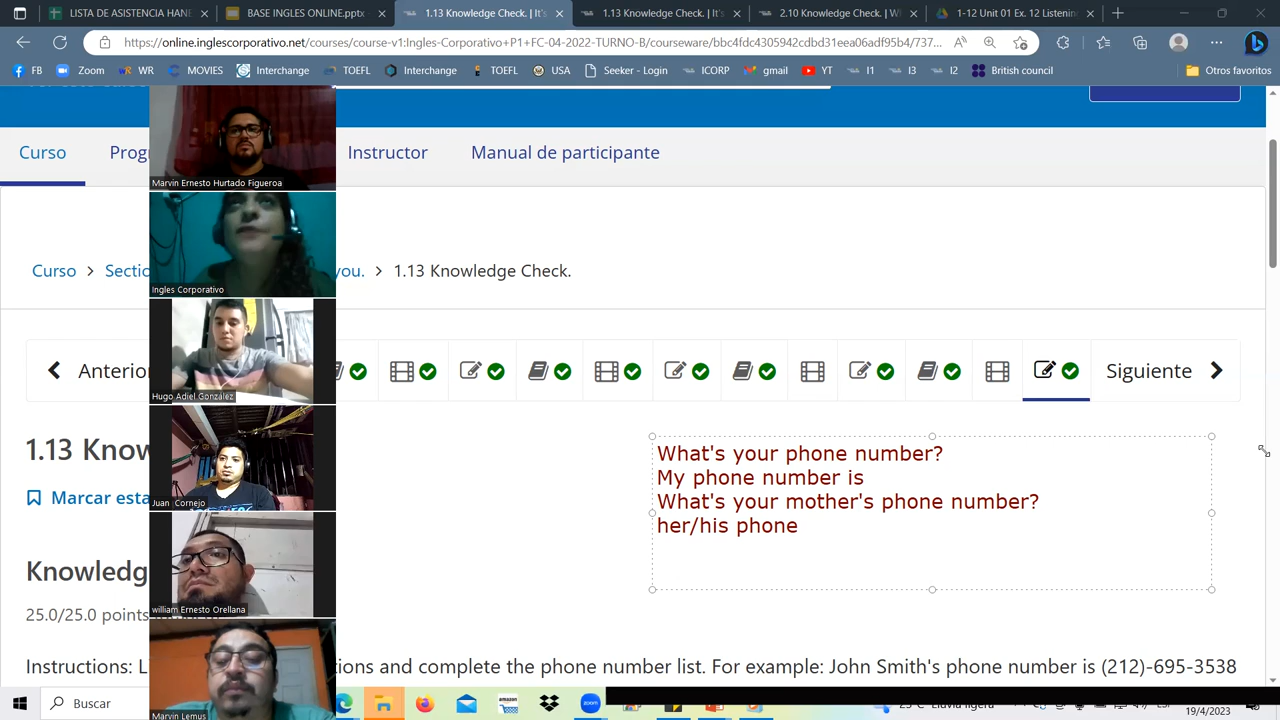 LISTA DE ASISTENCIA HANE
BASE INGLES ONLINE.pptx
1.13 Knowledge Check. | It's
1.13 Knowledge Check. | It's
2.10 Knowledge Check. | W
1-12 Unit 01 Ex. 12 Listenin
https://online.inglescorporativo.net/courses/course-v1:Ingles-Corporativo+P1+FC-04-2022-TURNO-B/courseware/bbc4fdc4305942cdbd31eea06adf95b4/737...
FB
Zoom
WR
MOVIES
Interchange
TOEFL
Interchange
TOEFL
USA
Seeker - Login
ICORP
gmail
YT
I1
I3
I2
British council
Otros favoritos
Curso
Prog
Instructor
Manual de participante
Marvin Ernesto Hurtado Figueroa
Curso > Sectio
you. > 1.13 Knowledge Check.
Ingles Corporativo
Anterior
Siguiente
Hugo Adiel González
1.13 Know
What's your phone number?
My phone number is
What's your mother's phone number?
her/his phone
Marcar esta
Juan Cornejo
Knowledg
25.0/25.0 points
william Ernesto Orellana
Instructions: L
tions and complete the phone number list. For example: John Smith's phone number is (212)-695-3538
Buscar
Marvin Lemus
amazon
zoom
19/4/2023